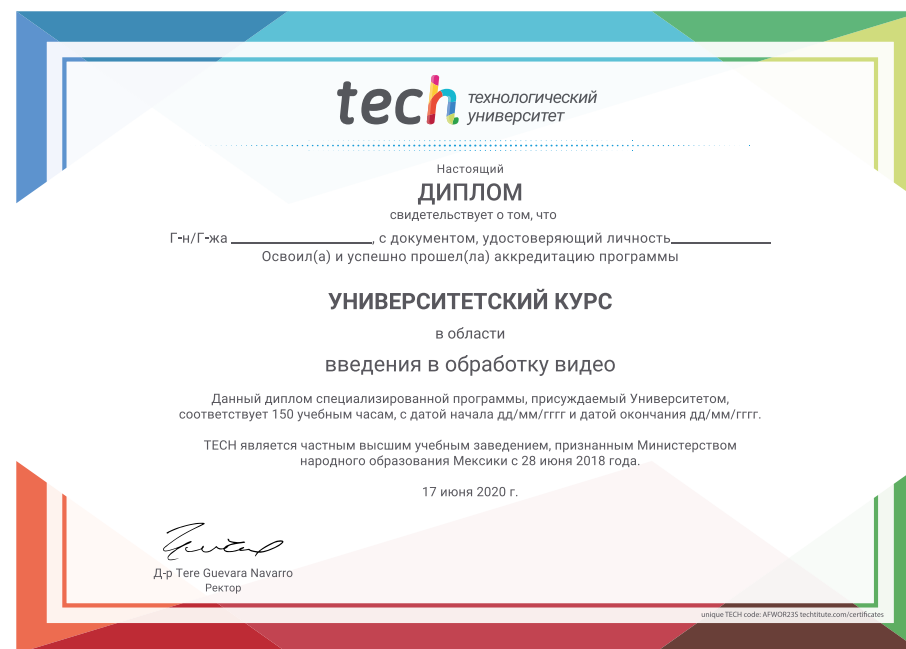 tech технологический
университет
Настоящий
ДИПЛОМ
свидетельствует о том, что
Г-н/Г-жа ____________________, с документом, удостоверяющий личность______________
Освоил(а) и успешно прошел(ла) аккредитацию программы
УНИВЕРСИТЕТСКИЙ КУРС
в области
введения в обработку видео
Данный диплом специализированной программы, присуждаемый Университетом,
соответствует 150 учебным часам, с датой начала дд/мм/гггг и датой окончания дд/мм/гггг.
TECH является частным высшим учебным заведением, признанным Министерством
народного образования Мексики с 28 июня 2018 года.
17 июня 2020 г.
Д-р Tere Guevara Navarro
Ректор
unique TECH code: AFWOR23S techtitute.com/certificates